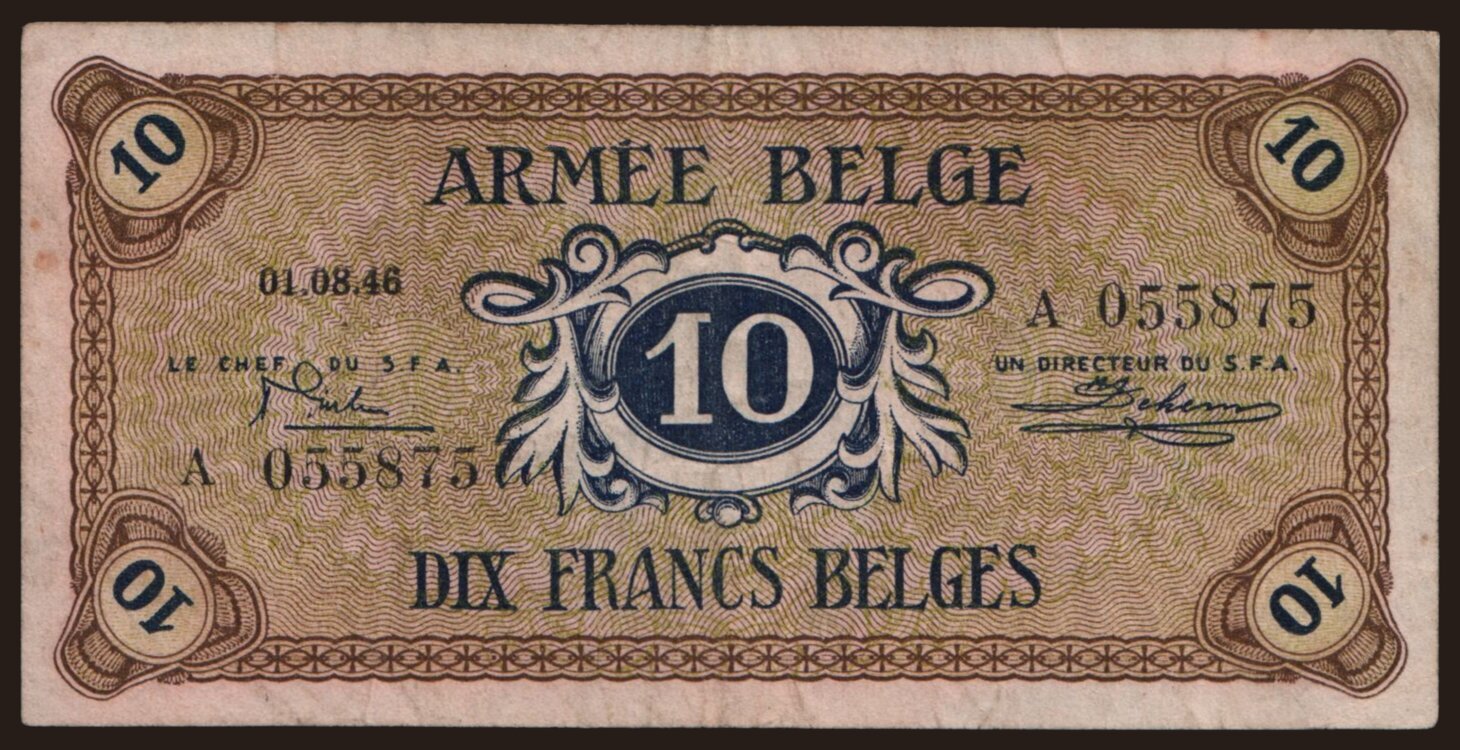 10
10
ARMÉE BELGE
01.08.46
A 055875
LE CHEF DU S F A.
UN DIRECTEUR DU S.F.A.
10
A 055875
DIX FRANCS BELGES
10
10